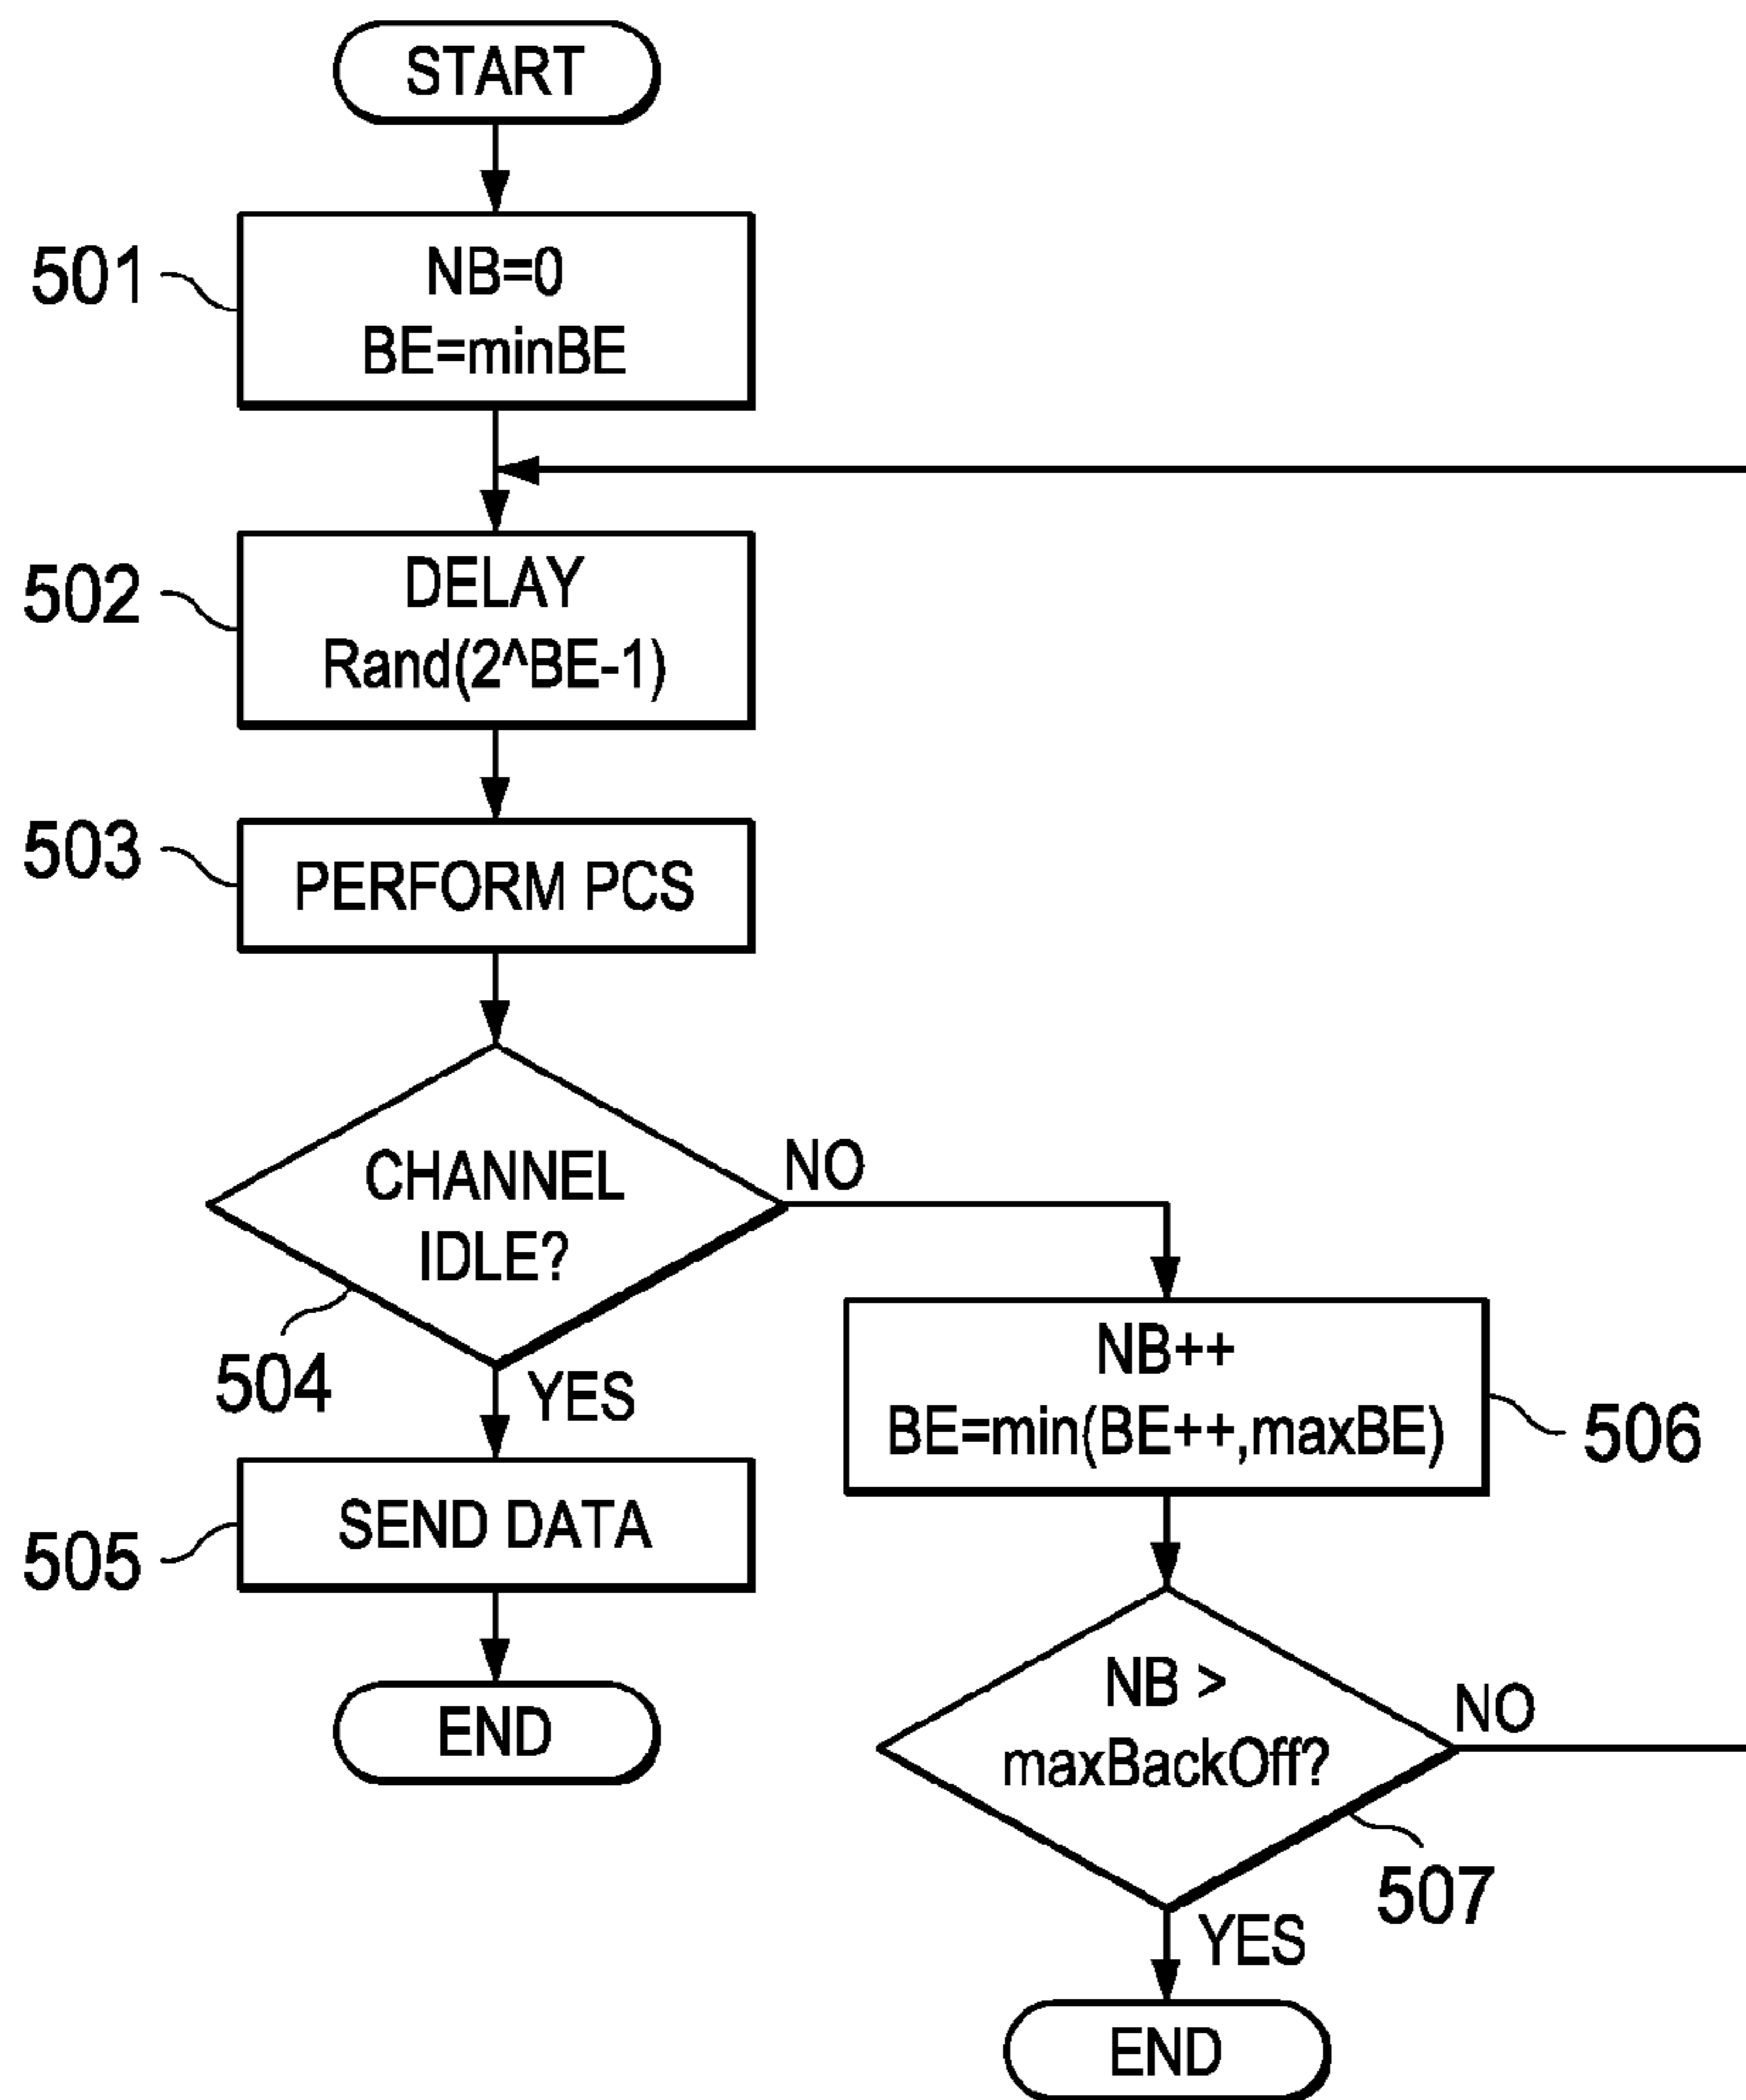 START
501
NB=0
BE=minBE
502
DELAY
Rand(2^BE-1)
503
PERFORM PCS
CHANNEL
IDLE?
NO
504
YES
NB++
BE=min(BE++,maxBE)
506
505
SEND DATA
NB >
maxBackOff?
NO
507
END
YES
END